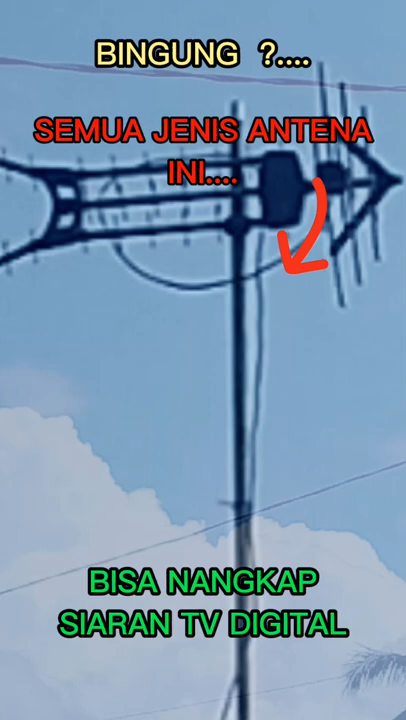 BINGUNG ?....
SEMUA JENIS ANTENA
INI....
BISA NANGKAP
SIARAN TV DIGITAL